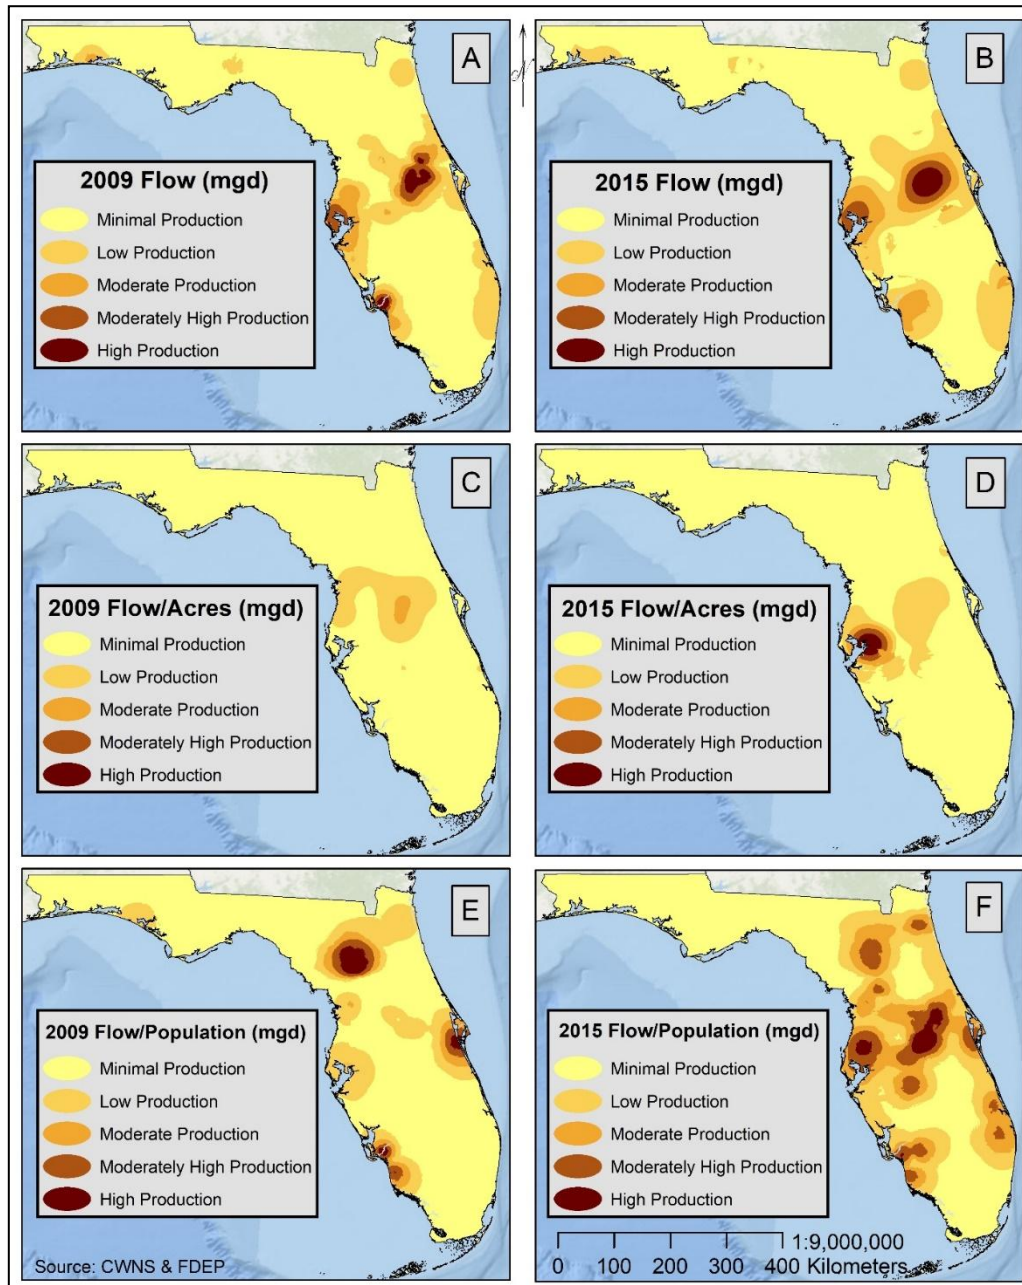 A
2009 Flow (mgd)
Minimal Production
Low Production
Moderate Production
Moderately High Production
High Production
N
B
2015 Flow (mgd)
Minimal Production
Low Production
Moderate Production
Moderately High Production
High Production
C
2009 Flow/Acres (mgd)
Minimal Production
Low Production
Moderate Production
Moderately High Production
High Production
D
2015 Flow/Acres (mgd)
Minimal Production
Low Production
Moderate Production
Moderately High Production
High Production
E
2009 Flow/Population (mgd)
Minimal Production
Low Production
Moderate Production
Moderately High Production
High Production
Source: CWNS & FDEP
F
2015 Flow/Population (mgd)
Minimal Production
Low Production
Moderate Production
Moderately High Production
High Production
1:9,000,000
0 100 200 300 400 Kilometers